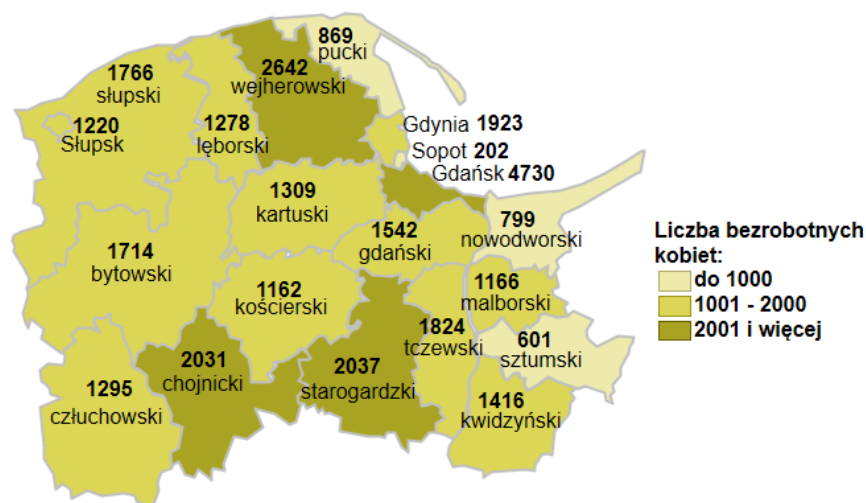 869
pucki
2642
wejherowski
1766
słupski
1220
Słupsk
1278
lęborski
Gdynia 1923
Sopot 202
Gdańsk 4730
1309
kartuski
1542
gdański
799
nowodworski
1714
bytowski
1162
kościerski
1166
malborski
1824
tczewski
601
sztumski
2031
chojnicki
2037
starogardzki
1295
człuchowski
1416
kwidzyński
Liczba bezrobotnych
kobiet:
do 1000
1001 - 2000
2001 i więcej